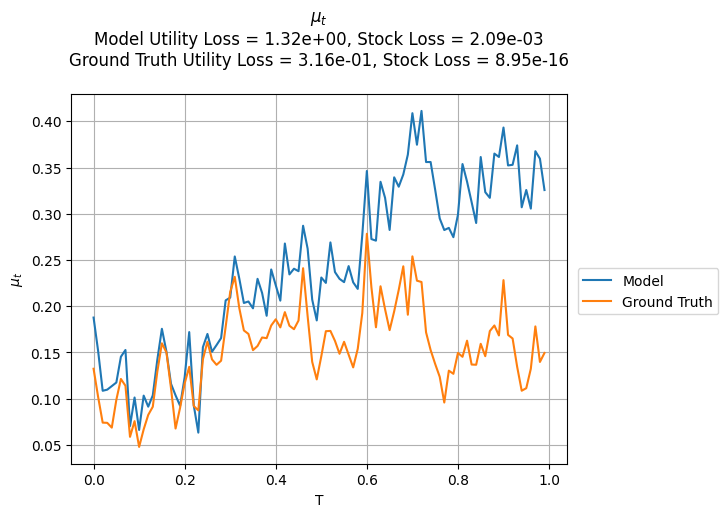 μ_t
Model Utility Loss = 1.32e+00, Stock Loss = 2.09e-03
Ground Truth Utility Loss = 3.16e-01, Stock Loss = 8.95e-16
0.40
0.35
0.30
0.25
0.20
0.15
0.10
0.05
μ_t
0.0 0.2 0.4 0.6 0.8 1.0
T
Model
Ground Truth